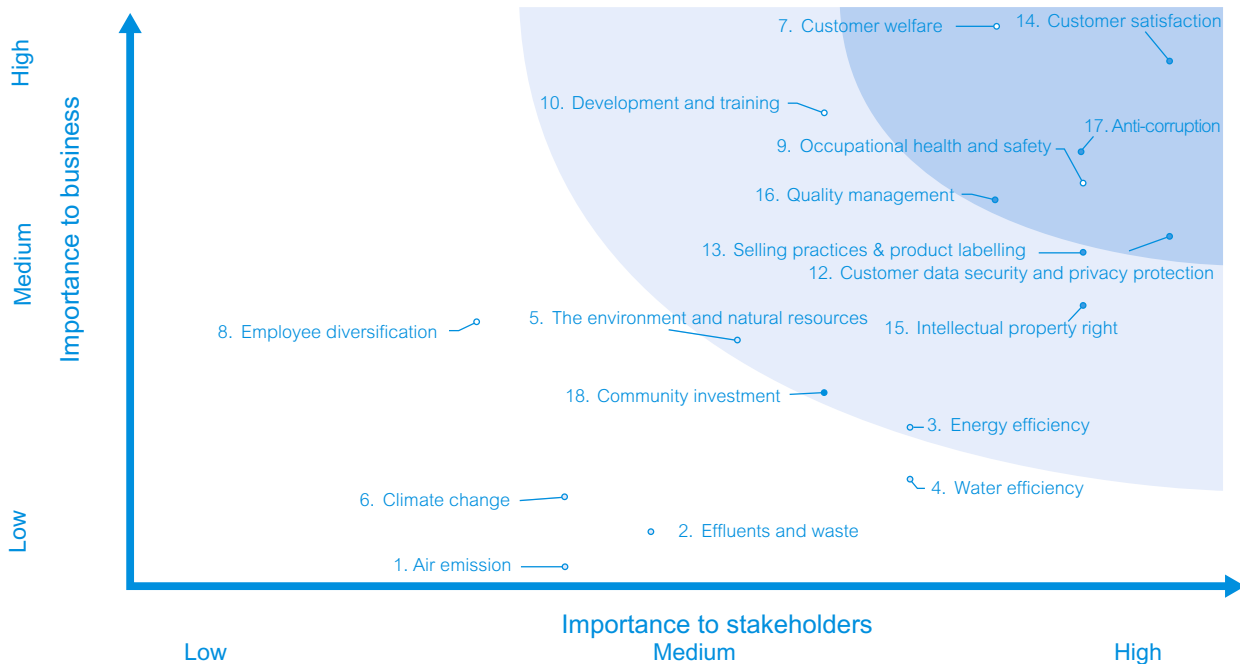 High
Medium
Low
Importance to business
7. Customer welfare
14. Customer satisfaction
10. Development and training
17. Anti-corruption
9. Occupational health and safety
16. Quality management
13. Selling practices & product labelling
12. Customer data security and privacy protection
5. The environment and natural resources
15. Intellectual property right
8. Employee diversification
18. Community investment
3. Energy efficiency
4. Water efficiency
6. Climate change
2. Effluents and waste
1. Air emission
Importance to stakeholders
Low
Medium
High